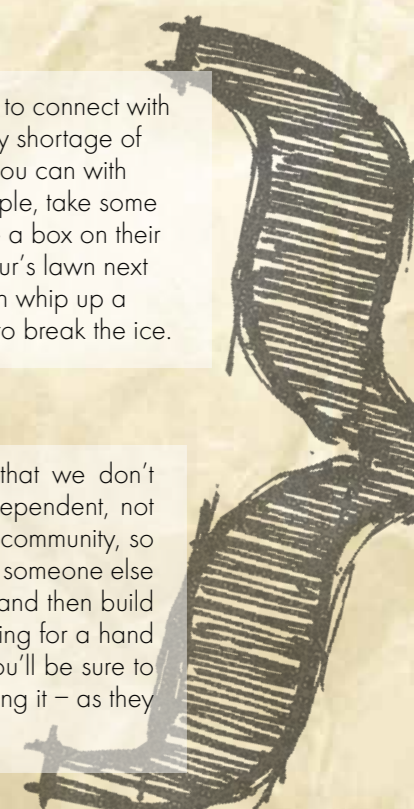 to connect with
y shortage of
ou can with
ple, take some
a box on their
ur’s lawn next
n whip up a
to break the ice.
that we don’t
ependent, not
community, so
someone else
and then build
ing for a hand
ou’ll be sure to
ng it – as they